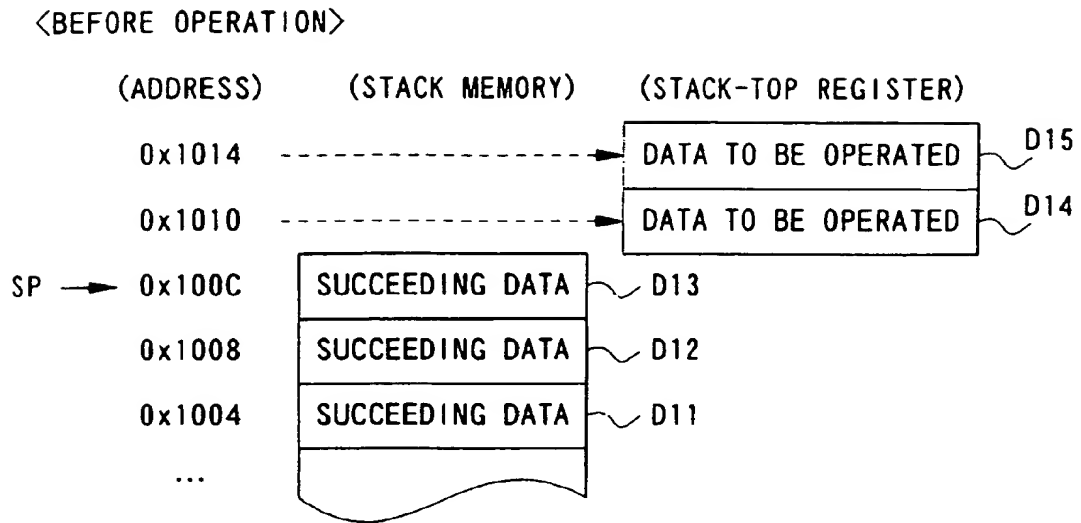 <BEFORE OPERATION>
(ADDRESS) (STACK MEMORY) (STACK-TOP REGISTER)
0x1014 DATA TO BE OPERATED D15
0x1010 DATA TO BE OPERATED D14
SP 0x100C SUCCEEDING DATA D13
0x1008 SUCCEEDING DATA D12
0x1004 SUCCEEDING DATA D11
...